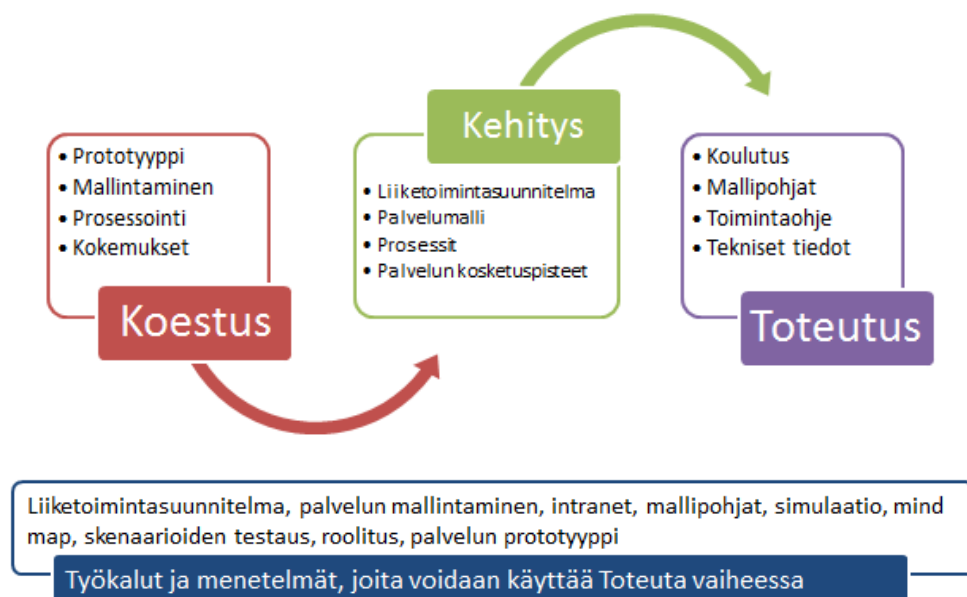 • Prototyyppi
• Mallintaminen
• Prosessointi
• Kokemukset
Koestus
Kehitys
• Liiketoimintasuunnitelma
• Palvelumalli
• Prosessit
• Palvelun kosketuspisteet
• Koulutus
• Mallipohjat
• Toimintaohje
• Tekniset tiedot
Toteutus
Liiketoimintasuunnitelma, palvelun mallintaminen, intranet, mallipohjat, simulaatio, mind
map, skenaarioiden testaus, roolitus, palvelun prototyyppi
Työkalut ja menetelmät, joita voidaan käyttää Toteuta vaiheessa